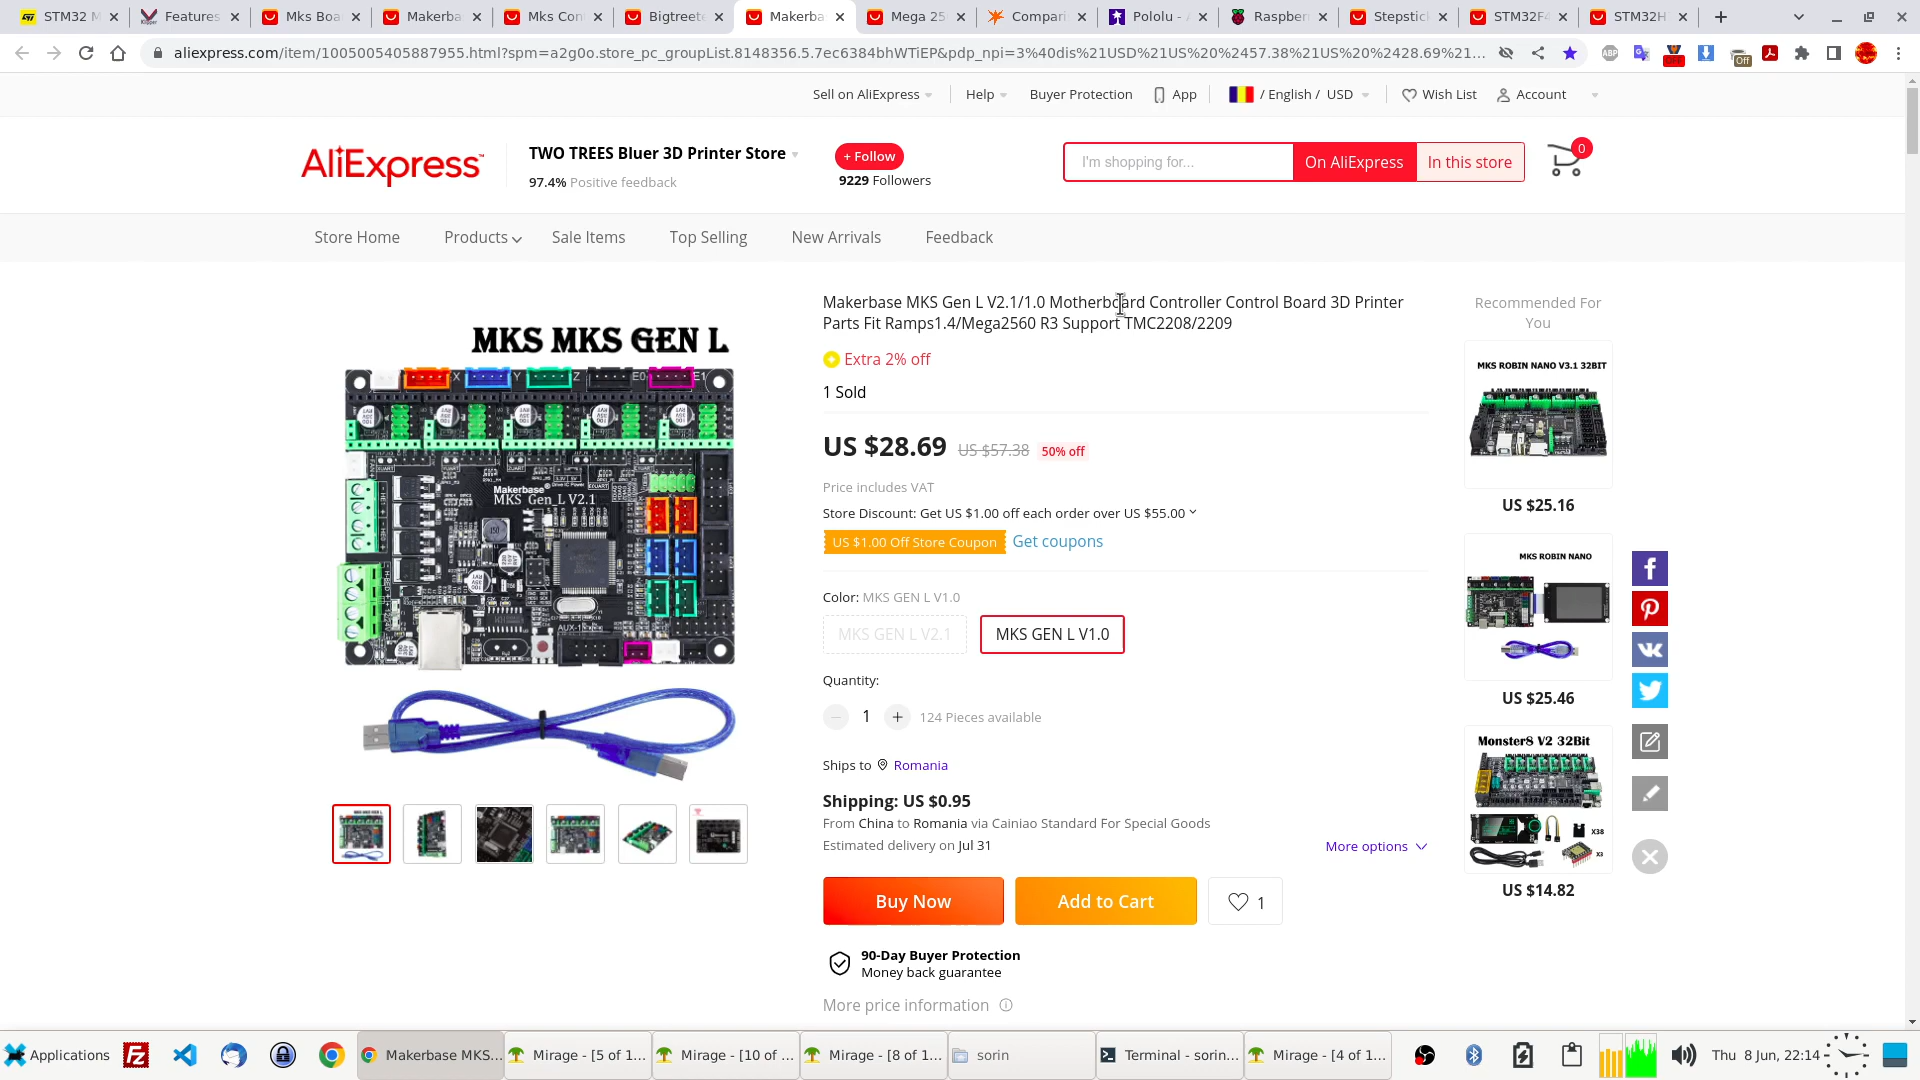 STM32 M
Features
Mks Boa
Makerba
Mks Con
Bigtreete
Makerba
Mega 25
Compari
Pololu -
Raspber
Stepstic
STM32F4
STM32H
aliexpress.com/item/1005005405887955.html?spm=a2g0o.store_pc_groupList.8148356.5.7ec6384bhWTiEP&pdp_npi=3%40dis%21USD%21US%20%2457.38%21US%20%2428.69%21...
ABP
Off
Sell on AliExpress
Help
Buyer Protection
App
/ English / USD
Wish List
Account
AliExpress
TWO TREES Bluer 3D Printer Store
97.4% Positive feedback
+ Follow
9229 Followers
I'm shopping for...
On AliExpress
In this store
0
Store Home
Products
Sale Items
Top Selling
New Arrivals
Feedback
MKS MKS GEN L
Makerbase®
MKS Gen_L V2.1
AUX-1
Makerbase MKS Gen L V2.1/1.0 Motherboard Controller Control Board 3D Printer
Parts Fit Ramps1.4/Mega2560 R3 Support TMC2208/2209
Extra 2% off
1 Sold
US $28.69 US $57.38 50% off
Price includes VAT
Store Discount: Get US $1.00 off each order over US $55.00
US $1.00 Off Store Coupon Get coupons
Color: MKS GEN L V1.0
MKS GEN L V2.1
MKS GEN L V1.0
Quantity:
1
124 Pieces available
Ships to Romania
Shipping: US $0.95
From China to Romania via Cainiao Standard For Special Goods
Estimated delivery on Jul 31
More options
Buy Now
Add to Cart
1
90-Day Buyer Protection
Money back guarantee
More price information
Recommended For
You
MKS ROBIN NANO V3.1 32BIT
US $25.16
MKS ROBIN NANO
US $25.46
Monster8 V2 32Bit
X38
X3
US $14.82
Applications
Makerbase MKS...
Mirage - [5 of 1...
Mirage - [10 of ...
Mirage - [8 of 1...
sorin
Terminal - sorin...
Mirage - [4 of 1...
Thu 8 Jun, 22:14